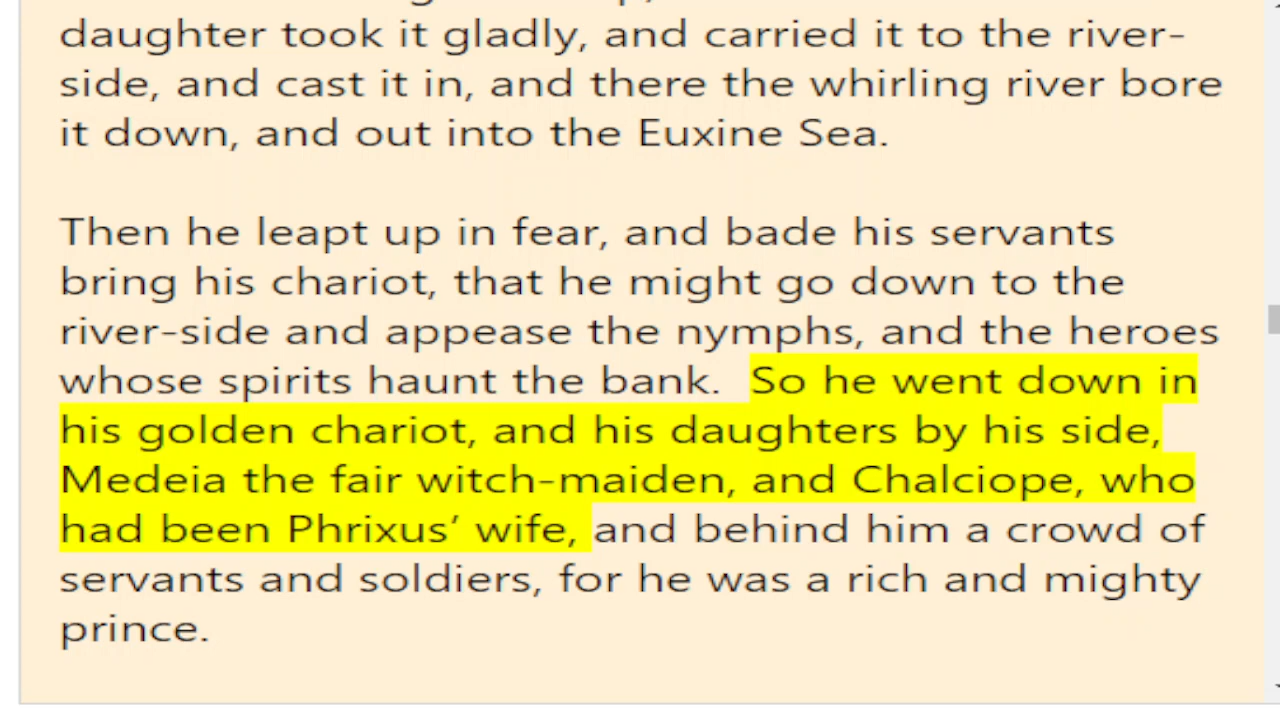 daughter took it gladly, and carried it to the river-
side, and cast it in, and there the whirling river bore
it down, and out into the Euxine Sea.
Then he leapt up in fear, and bade his servants
bring his chariot, that he might go down to the
river-side and appease the nymphs, and the heroes
whose spirits haunt the bank.  So he went down in
his golden chariot, and his daughters by his side,
Medeia the fair witch-maiden, and Chalciope, who
had been Phrixus’ wife, and behind him a crowd of
servants and soldiers, for he was a rich and mighty
prince.